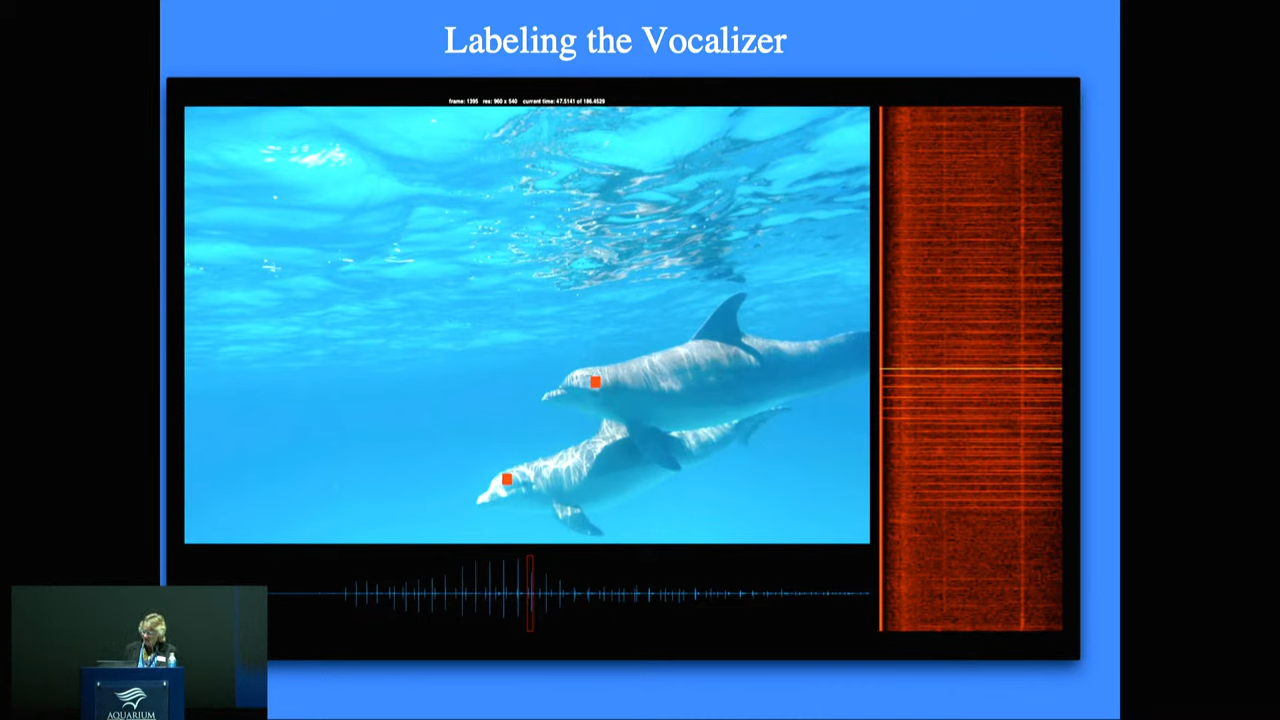 Labeling the Vocalizer
frame: 1395 res: 960 x 540 current time: 47.5141 of 186.4529
AQUARIUM